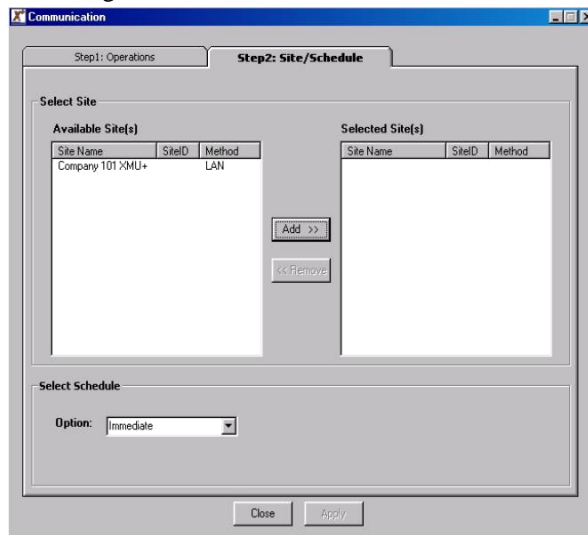 Communication
Step1: Operations
Step2: Site/Schedule
Select Site
Available Site(s)
Selected Site(s)
Site Name SiteID Method
Site Name SiteID Method
Company 101 XMU+ LAN
Add >>
<< Remove
Select Schedule
Option: Immediate
Close Apply